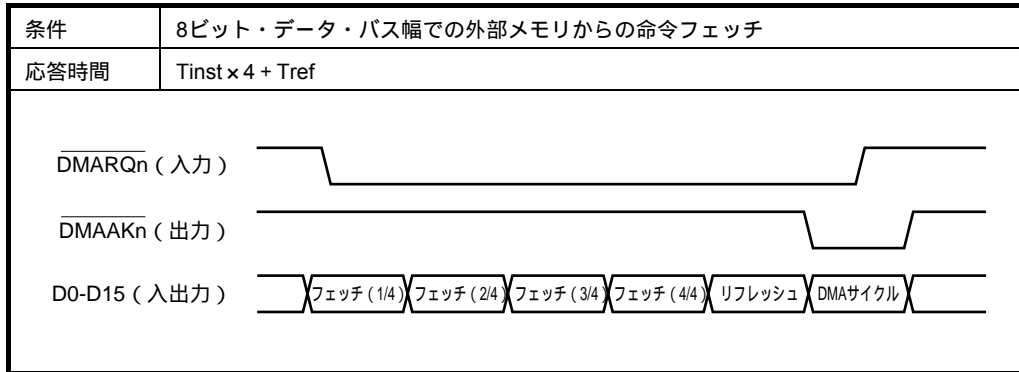 条件 8ビット・データ・バス幅での外部メモリからの命令フェッチ
応答時間 Tinst×4 + Tref
DMARQn（入力）
DMAAKn（出力）
D0-D15（入出力） フェッチ（1/4） フェッチ（2/4） フェッチ（3/4） フェッチ（4/4） リフレッシュ DMAサイクル